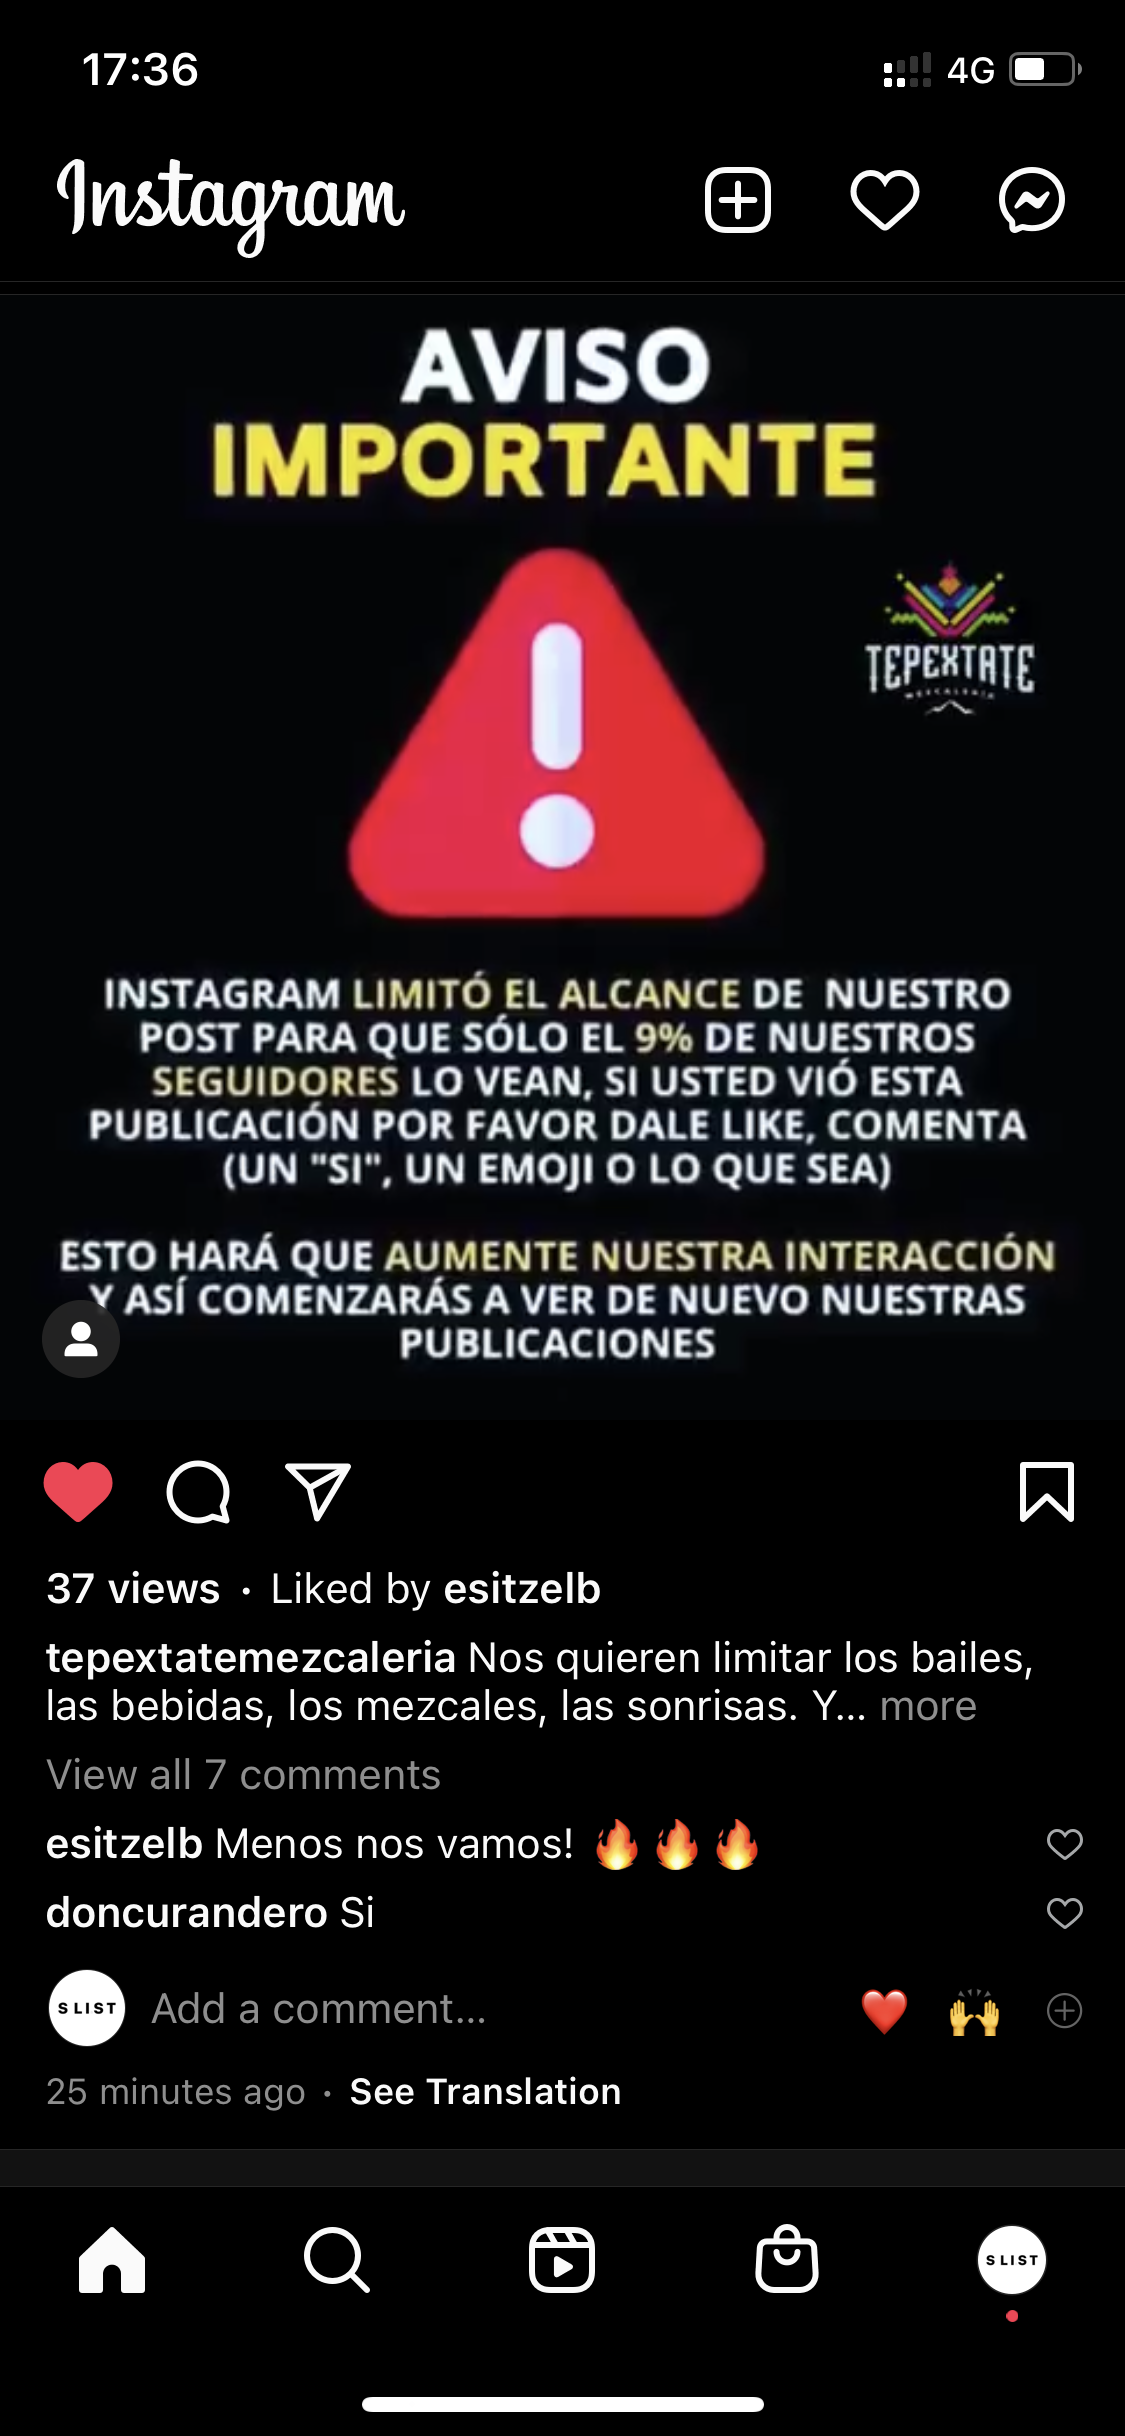 17:36
4G
Instagram
AVISO
IMPORTANTE
TEPEXTATE
MEZCALERIA
INSTAGRAM LIMITÓ EL ALCANCE DE NUESTRO
POST PARA QUE SÓLO EL 9% DE NUESTROS
SEGUIDORES LO VEAN, SI USTED VIÓ ESTA
PUBLICACIÓN POR FAVOR DALE LIKE, COMENTA
(UN "SI", UN EMOJI O LO QUE SEA)
ESTO HARÁ QUE AUMENTE NUESTRA INTERACCIÓN
Y ASÍ COMENZARÁS A VER DE NUEVO NUESTRAS
PUBLICACIONES
37 views · Liked by esitzelb
tepextatemezcaleria Nos quieren limitar los bailes,
las bebidas, los mezcales, las sonrisas. Y... more
View all 7 comments
esitzelb Menos nos vamos! 🔥🔥🔥
doncurandero Si
S LIST Add a comment... ❤️ 🙌
25 minutes ago · See Translation
S LIST